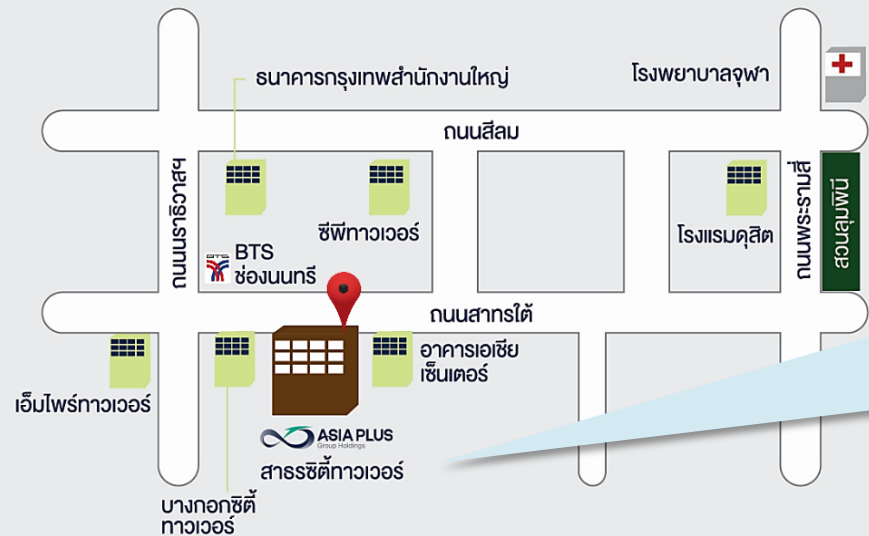 ธนาคารกรุงเทพสำนักงานใหญ่
โรงพยาบาลจุฬา
ถนนสีลม
ถนนนราธิวาสฯ
ซีพีทาวเวอร์
โรงแรมดุสิต
ถนนพระรามสี่
สวนลุมพินี
BTS
BTS
ช่องนนทรี
ถนนสาทรใต้
เอ็มไพร์ทาวเวอร์
อาคารเอเชีย
เซ็นเตอร์
ASIA PLUS
Group Holdings
สาธรซิตี้ทาวเวอร์
บางกอกซิตี้
ทาวเวอร์